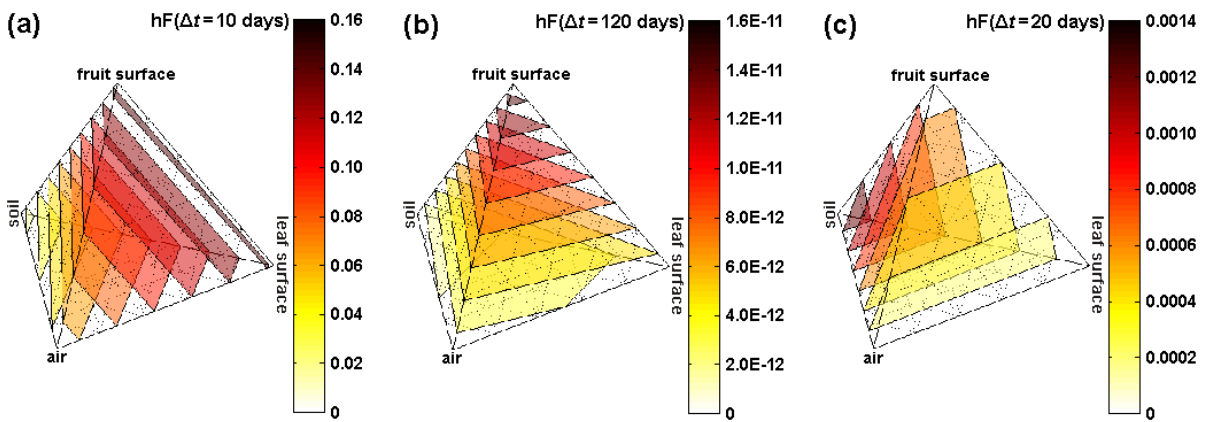 (a)
hF(Δt = 10 days)
fruit surface
soil
leaf surface
air
0.16
0.14
0.12
0.10
0.08
0.06
0.04
0.02
0
(b)
hF(Δt = 120 days)
fruit surface
soil
leaf surface
air
1.6E-11
1.4E-11
1.2E-11
1.0E-11
8.0E-12
6.0E-12
4.0E-12
2.0E-12
0
(c)
hF(Δt = 20 days)
fruit surface
soil
leaf surface
air
0.0014
0.0012
0.0010
0.0008
0.0006
0.0004
0.0002
0